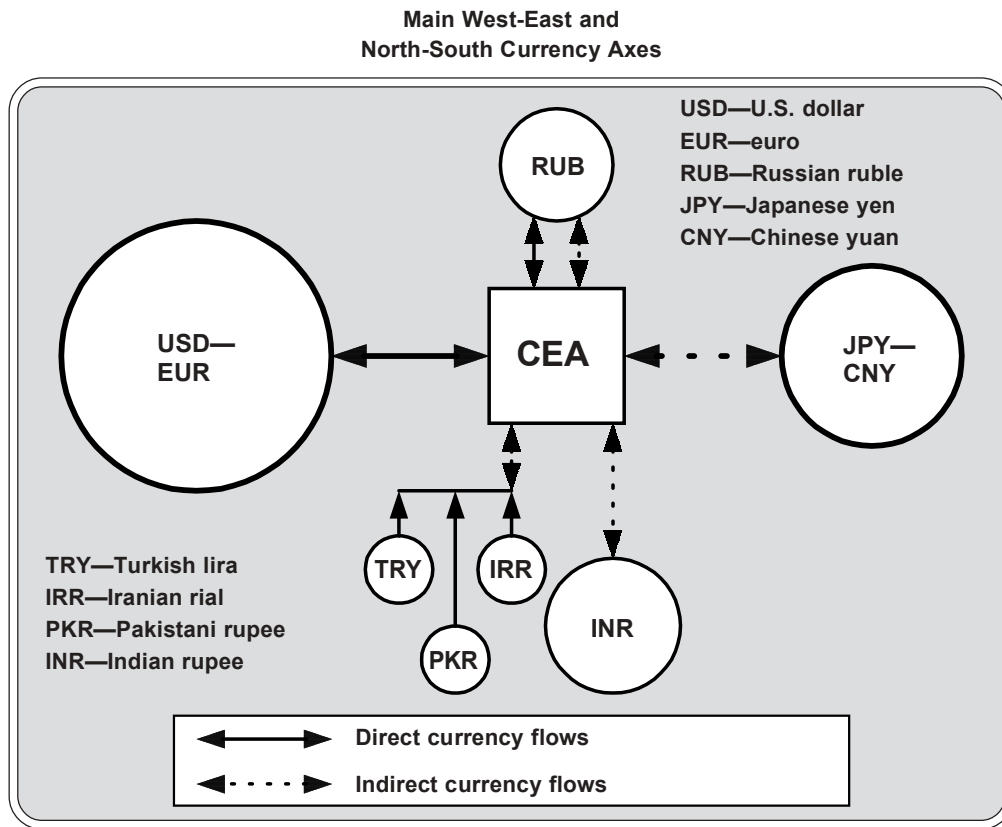 Main West-East and
North-South Currency Axes
USD—U.S. dollar
EUR—euro
RUB—Russian ruble
JPY—Japanese yen
CNY—Chinese yuan
RUB
USD—
EUR
CEA
JPY—
CNY
TRY—Turkish lira
IRR—Iranian rial
PKR—Pakistani rupee
INR—Indian rupee
TRY
IRR
PKR
INR
Direct currency flows
Indirect currency flows